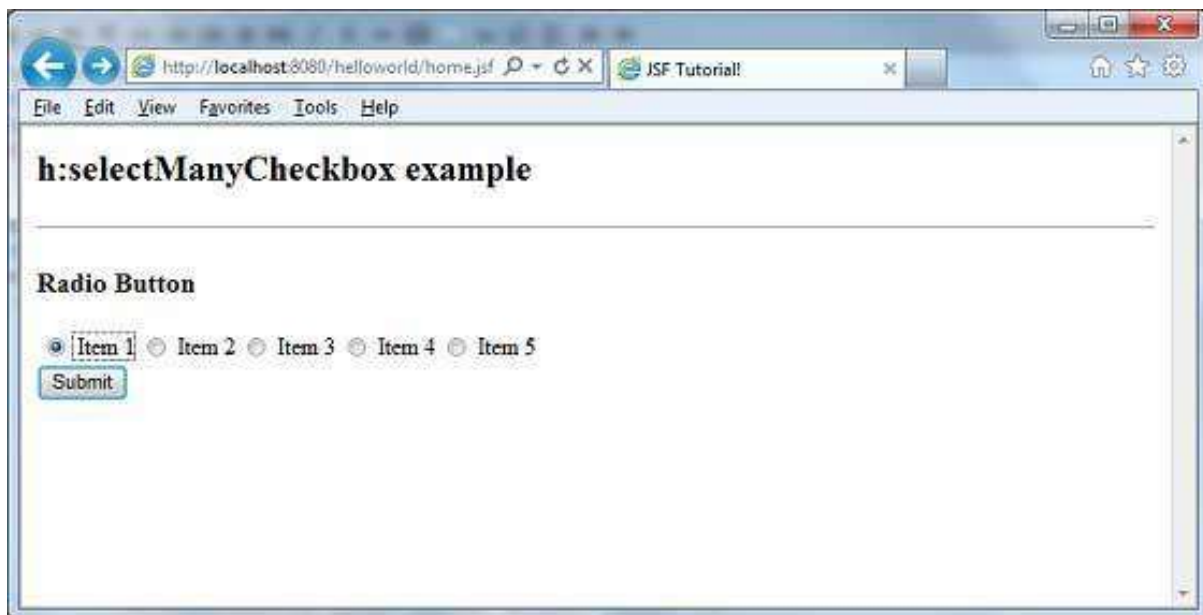 http://localhost:8080/helloworld/home.jsf
JSF Tutorial!
File Edit View Favorites Tools Help
h:selectManyCheckbox example
Radio Button
Item 1 Item 2 Item 3 Item 4 Item 5
Submit